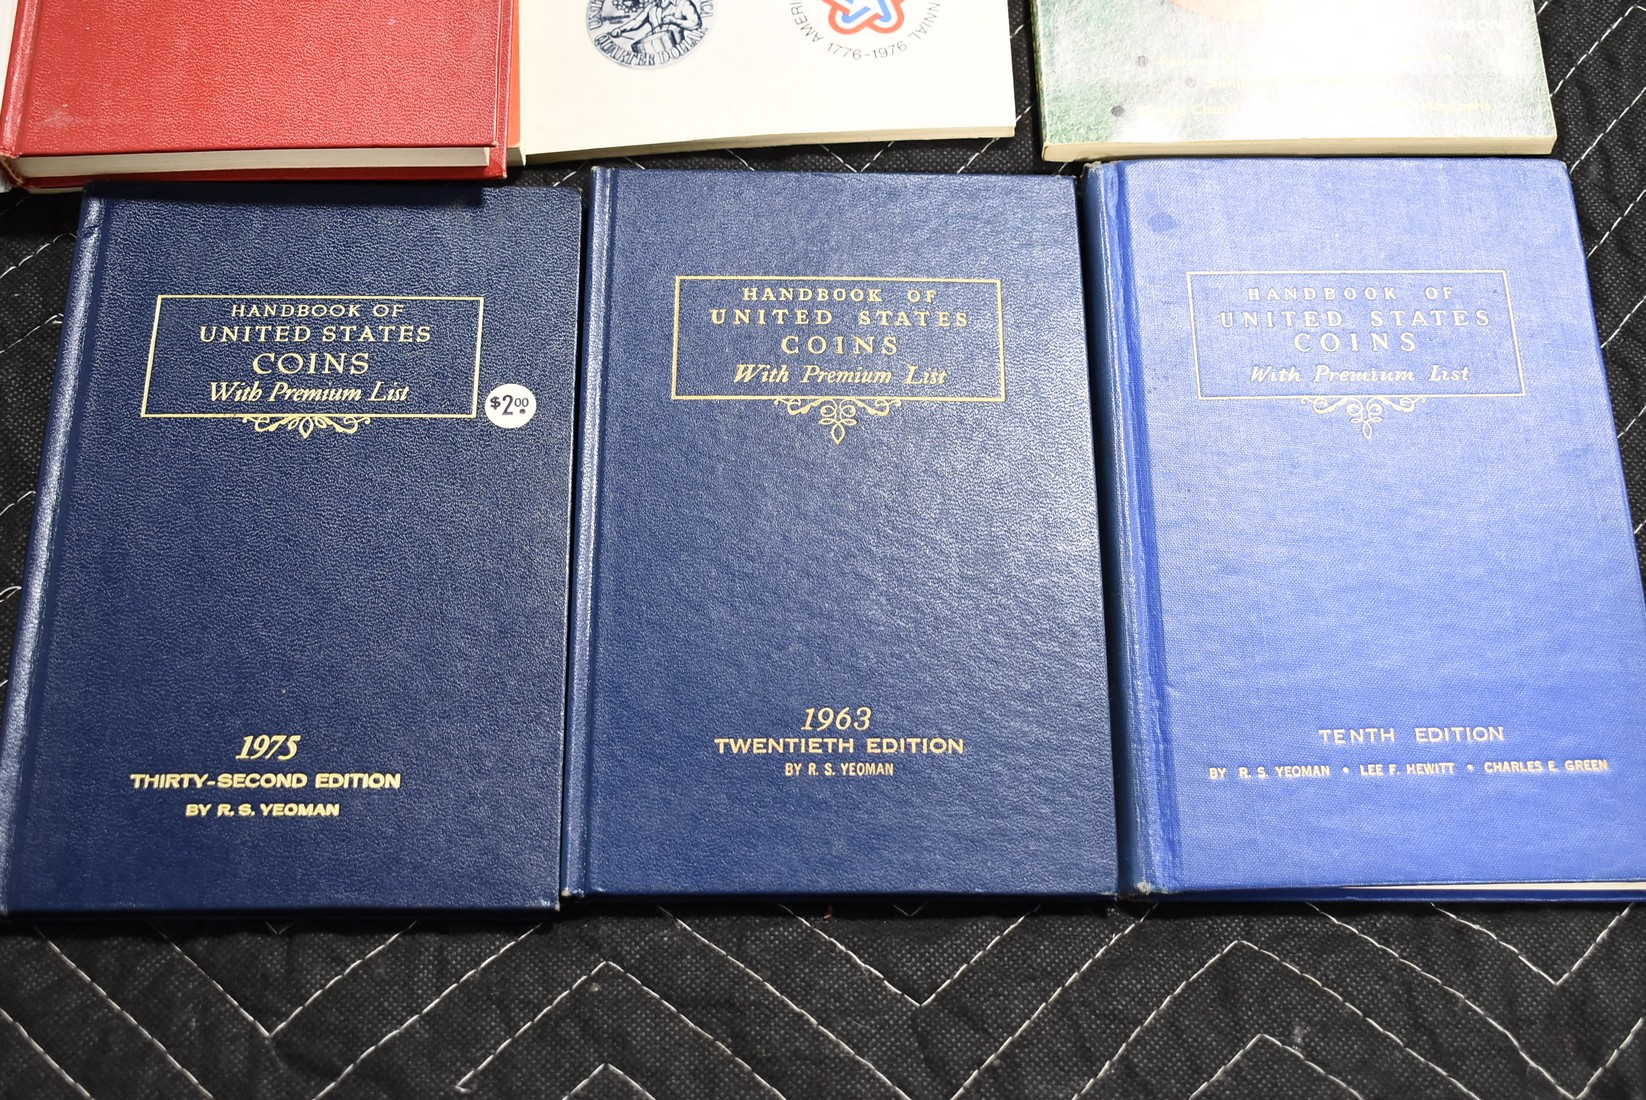 QUARTER DOLLAR
1776-1976
HANDBOOK OF
UNITED STATES
COINS
With Premium List
$2.00
1975
THIRTY-SECOND EDITION
BY R. S. YEOMAN
HANDBOOK OF
UNITED STATES
COINS
With Premium List
1963
TWENTIETH EDITION
BY R. S. YEOMAN
HANDBOOK OF
UNITED STATES
COINS
With Premium List
TENTH EDITION
BY R. S. YEOMAN • LEE F. HEWITT • CHARLES E. GREEN